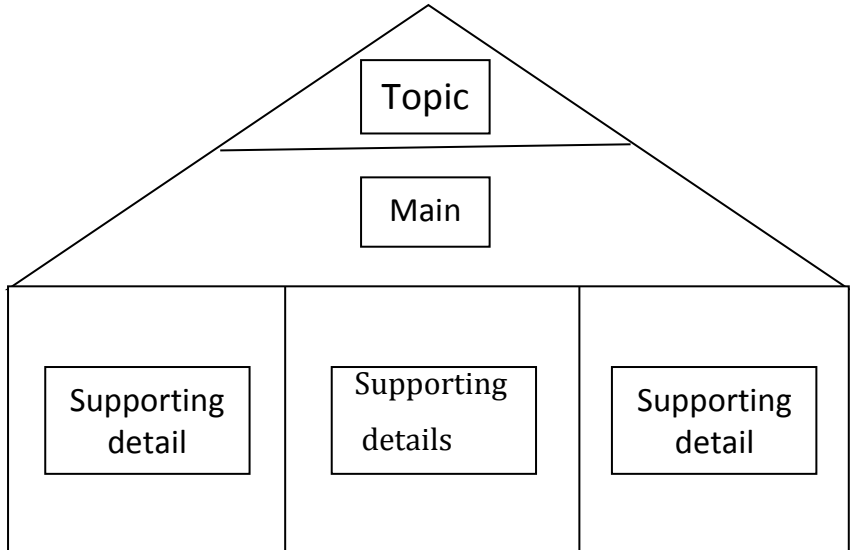 Topic
Main
Supporting
detail
Supporting
details
Supporting
detail